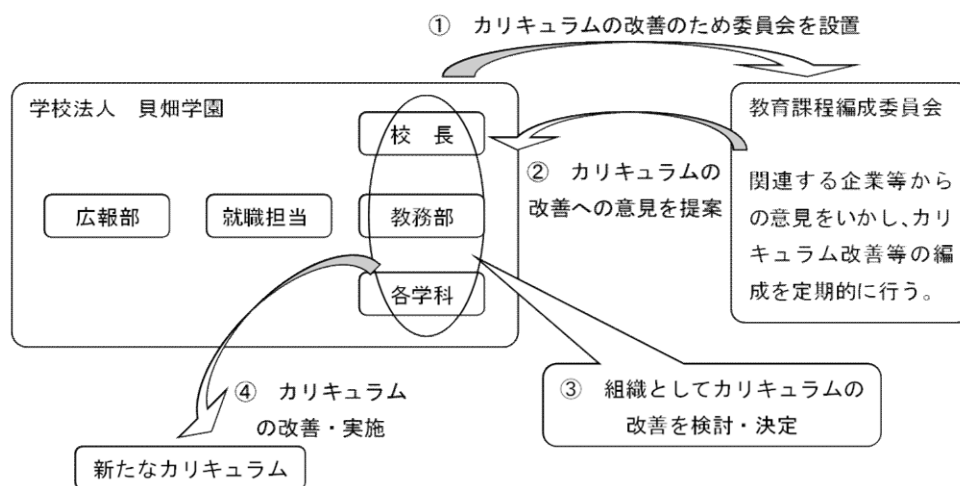 ① カリキュラムの改善のため委員会を設置
学校法人 貝畑学園
校 長
広報部
就職担当
教務部
各学科
② カリキュラムの
改善への意見を提案
教育課程編成委員会
関連する企業等から
の意見をいかし、カリ
キュラム改善等の編
成を定期的に行う。
③ 組織としてカリキュラムの
改善を検討・決定
④ カリキュラム
の改善・実施
新たなカリキュラム